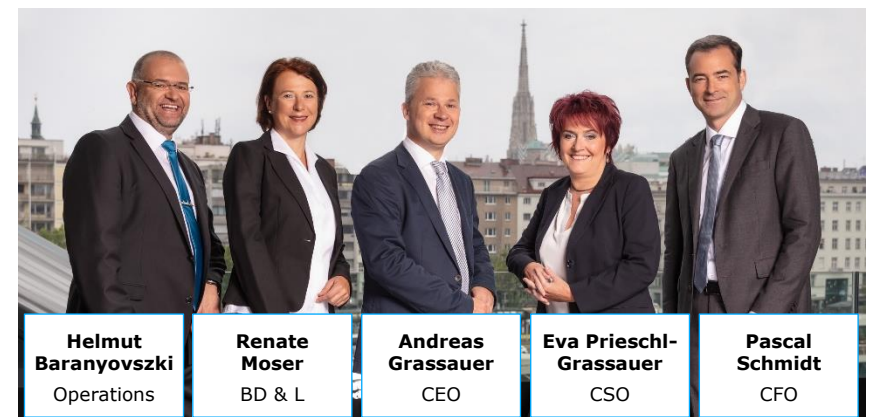 Helmut
Baranyovszki
Operations
Renate
Moser
BD & L
Andreas
Grassauer
CEO
Eva Prieschl-
Grassauer
CSO
Pascal
Schmidt
CFO